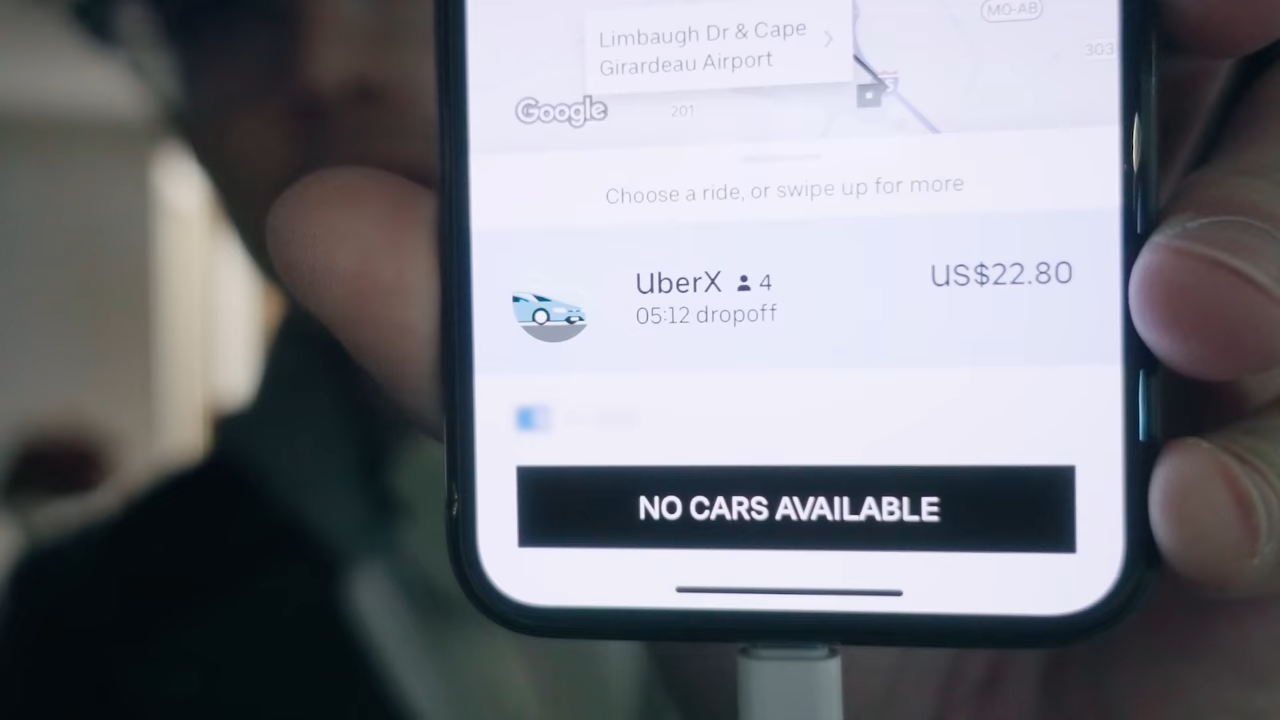 MO-AB
Limbaugh Dr & Cape
Girardeau Airport
303
Google
201
Choose a ride, or swipe up for more
UberX 4
US$22.80
05:12 dropoff
NO CARS AVAILABLE